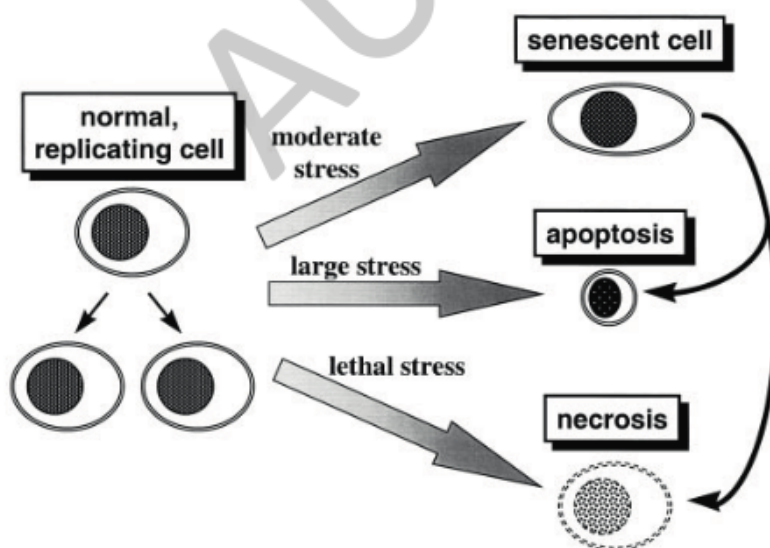 senescent cell
normal,
replicating cell
moderate
stress
apoptosis
large stress
lethal stress
necrosis